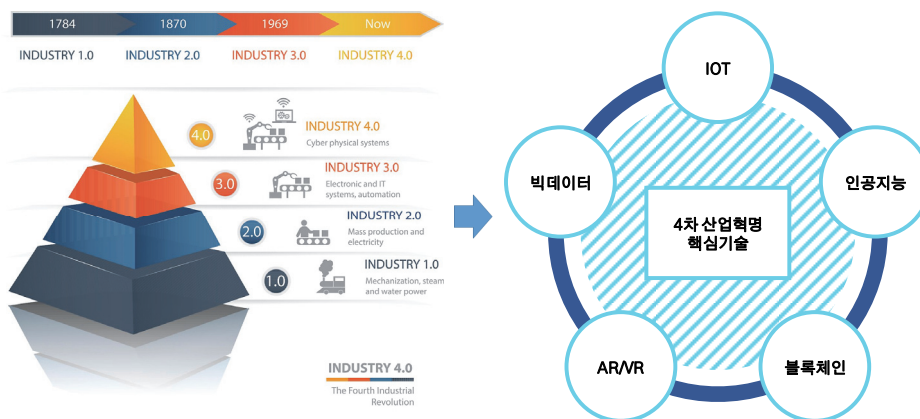 1784
1870
1969
Now
INDUSTRY 1.0
INDUSTRY 2.0
INDUSTRY 3.0
INDUSTRY 4.0
4.0
INDUSTRY 4.0
Cyber physical systems
3.0
INDUSTRY 3.0
Electronic and IT
systems, automation
2.0
INDUSTRY 2.0
Mass production and
electricity
1.0
INDUSTRY 1.0
Mechanization, steam
and water power
INDUSTRY 4.0
The Fourth Industrial
Revolution
IOT
빅데이터
인공지능
4차 산업혁명
핵심기술
AR/VR
블록체인